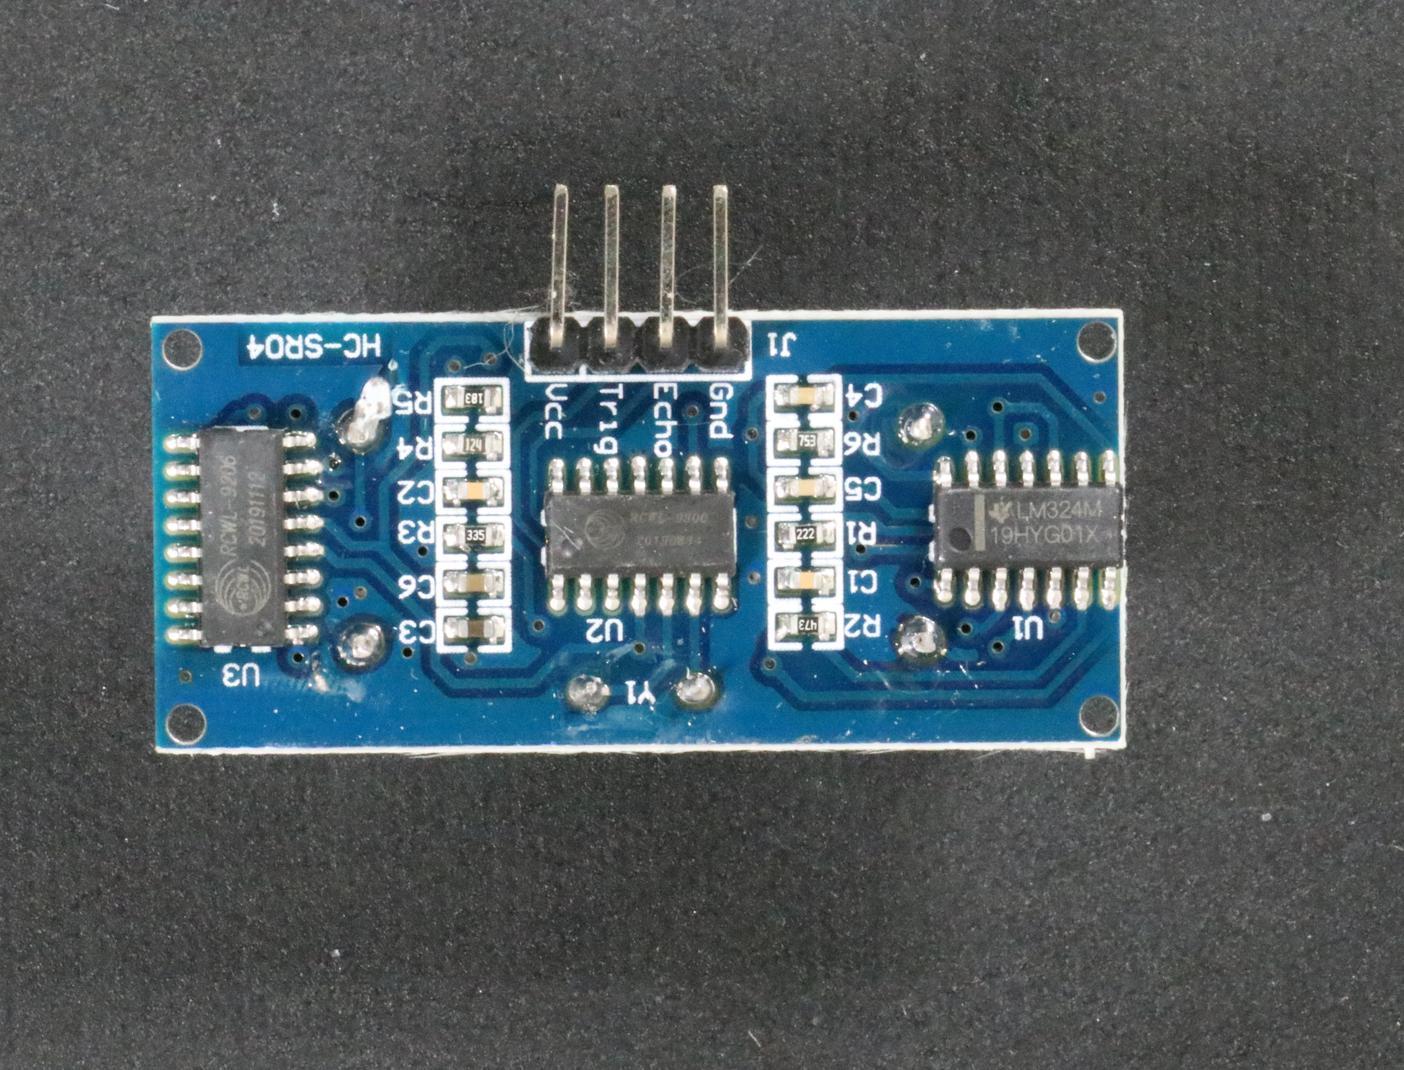 HC-SR04
J1
Vcc
Trig
Echo
Gnd
R5
183
R4
124
C2
R3
335
C6
C3
C4
R6
753
C5
R1
222
C1
R2
473
RCWL-9206
20191112
RCWL
U3
U2
Y1
LM324M
19HYG01X
U1